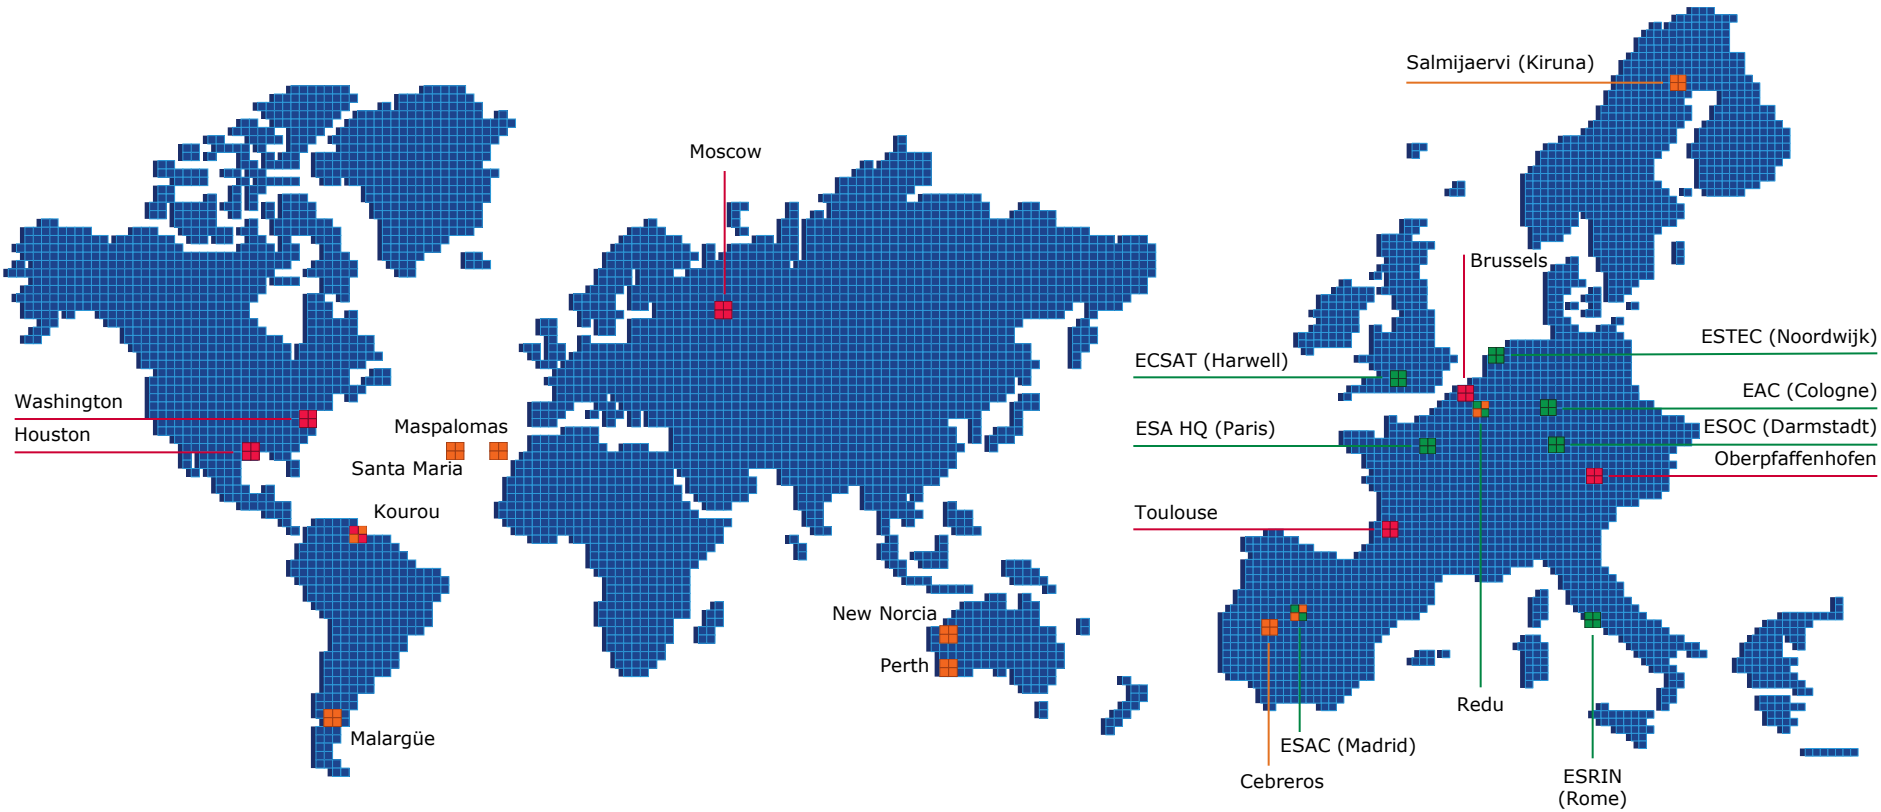 Salmijaervi (Kiruna)
Moscow
Brussels
ESTEC (Noordwijk)
ECSAT (Harwell)
EAC (Cologne)
Washington
Maspalomas
ESA HQ (Paris)
ESOC (Darmstadt)
Houston
Santa Maria
Oberpfaffenhofen
Kourou
Toulouse
New Norcia
Perth
Redu
Malargüe
ESAC (Madrid)
Cebreros
ESRIN
(Rome)